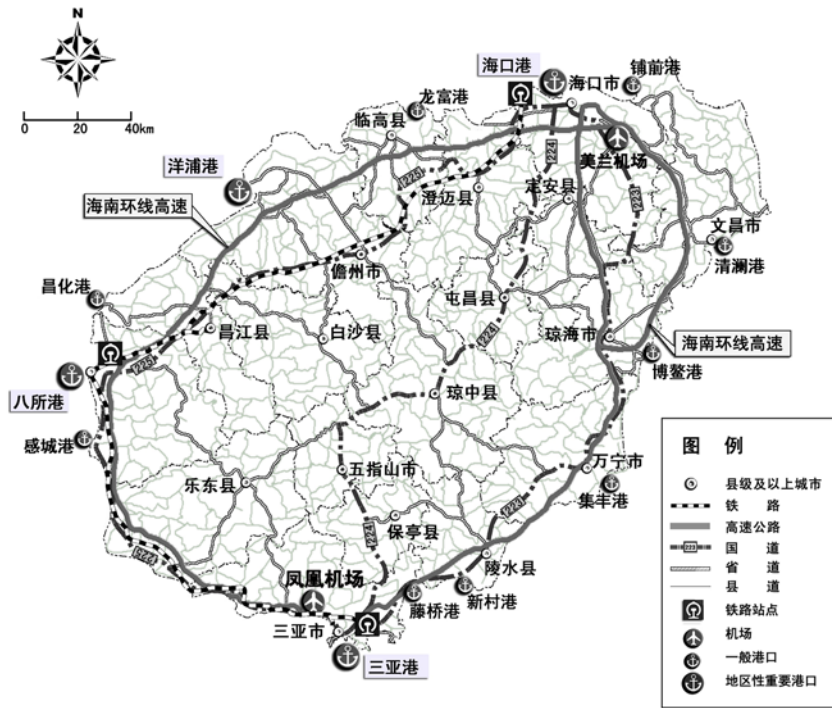 N
0 20 40km
海口港
海口市
铺前港
龙富港
临高县
美兰机场
洋浦港
224
225
澄迈县
定安县
223
海南环线高速
文昌市
清澜港
儋州市
昌化港
屯昌县
昌江县
白沙县
224
琼海市
海南环线高速
225
博鳌港
八所港
琼中县
感城港
图 例
万宁市
五指山市
乐东县
集丰港
县级及以上城市
铁 路
223
保亭县
高速公路
224
223
国 道
225
陵水县
省 道
县 道
凤凰机场
新村港
藤桥港
铁路站点
三亚市
机场
一般港口
三亚港
地区性重要港口